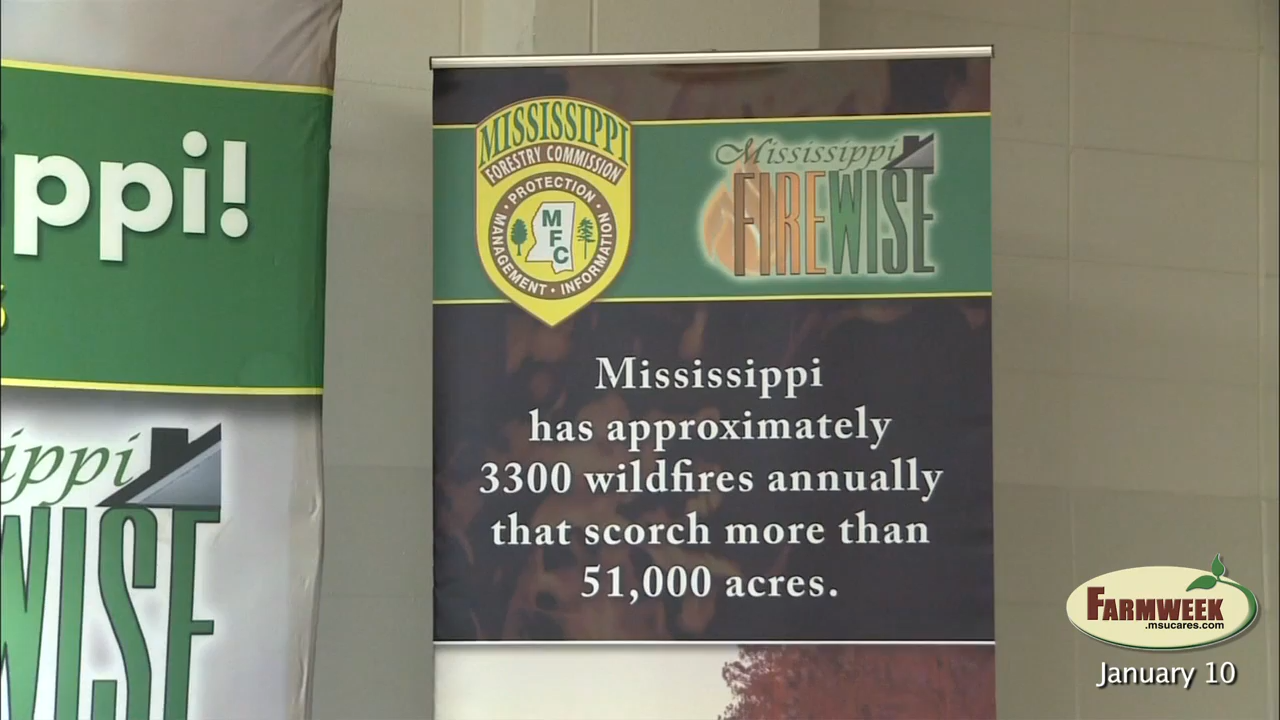 ppi!
ippi
WISE
MISSISSIPPI
FORESTRY COMMISSION
PROTECTION
MANAGEMENT • INFORMATION
MFC
Mississippi
FIREWISE
Mississippi
has approximately
3300 wildfires annually
that scorch more than
51,000 acres.
FARMWEEK
.msucares.com
January 10